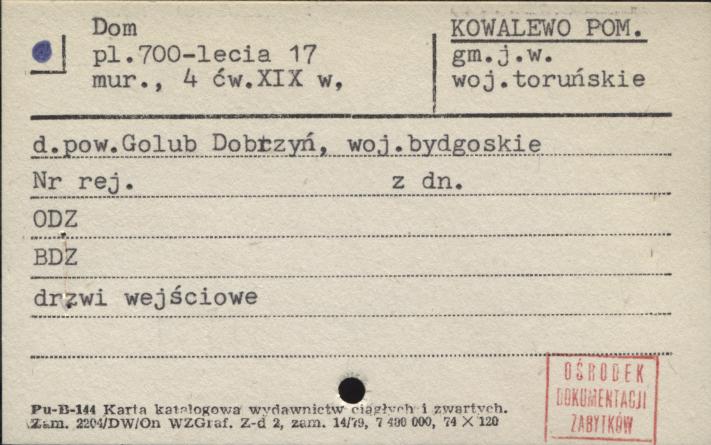 Dom
pl.700-lecia 17
mur., 4 ćw.XIX w,
KOWALEWO POM.
gm.j.w.
woj.toruńskie
d.pow.Golub Dobrzyń, woj.bydgoskie
Nr rej. z dn.
ODZ
BDZ
drzwi wejściowe
Pu-B-144 Karta katalogowa wydawnictw ciągłych i zwartych.
Zam. 2204/DW/On WZGraf. Z-d 2, zam. 14/79, 7 400 000, 74 × 120
OŚRODEK
DOKUMENTACJI
ZABYTKÓW